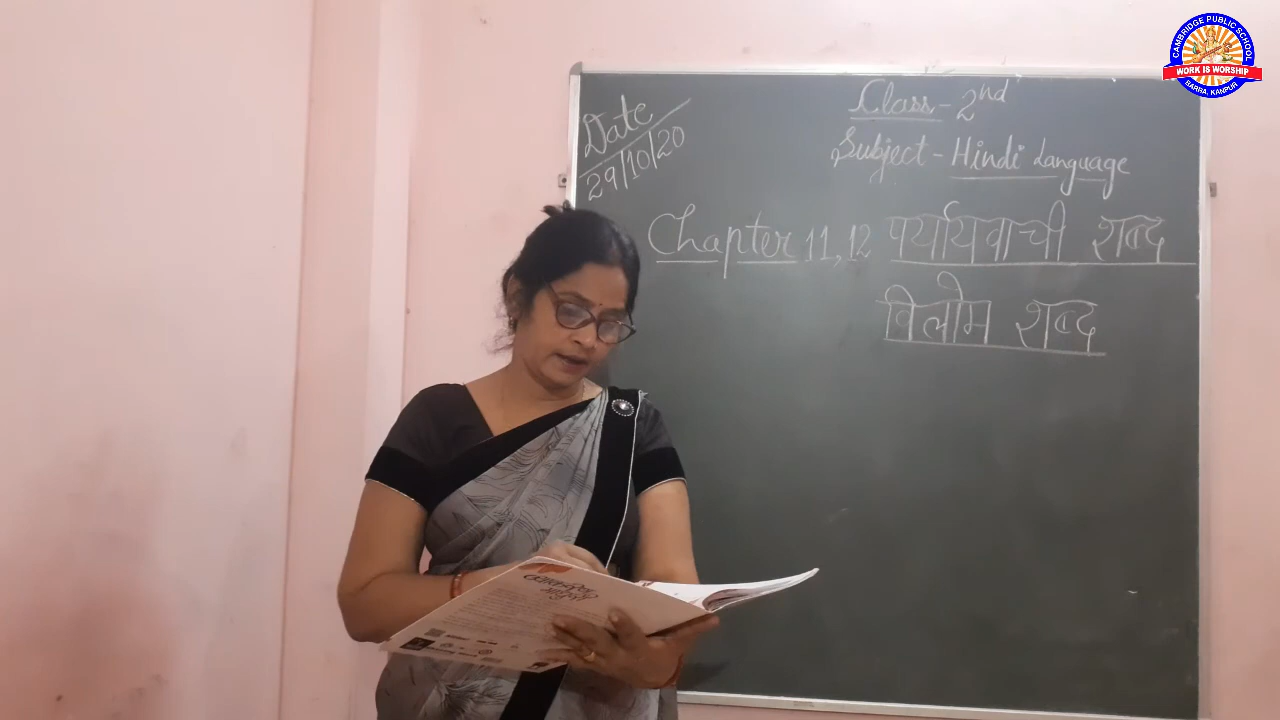 CAMBRIDGE PUBLIC SCHOOL
WORK IS WORSHIP
BARRA, KANPUR
Date
29/10/20
Class - 2nd
Subject - Hindi Language
Chapter 11, 12 पर्यायवाची शब्द
विलोम शब्द